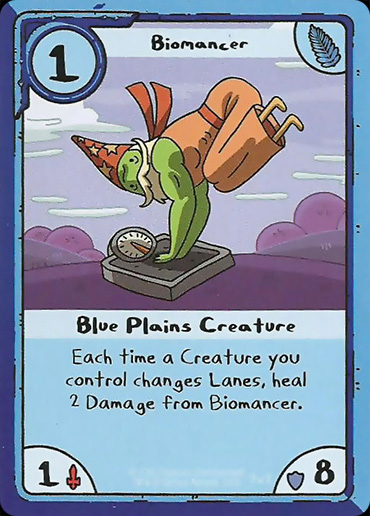 1
Biomancer
Blue Plains Creature
Each time a Creature you
control changes Lanes, heal
2 Damage from Biomancer.
1
8